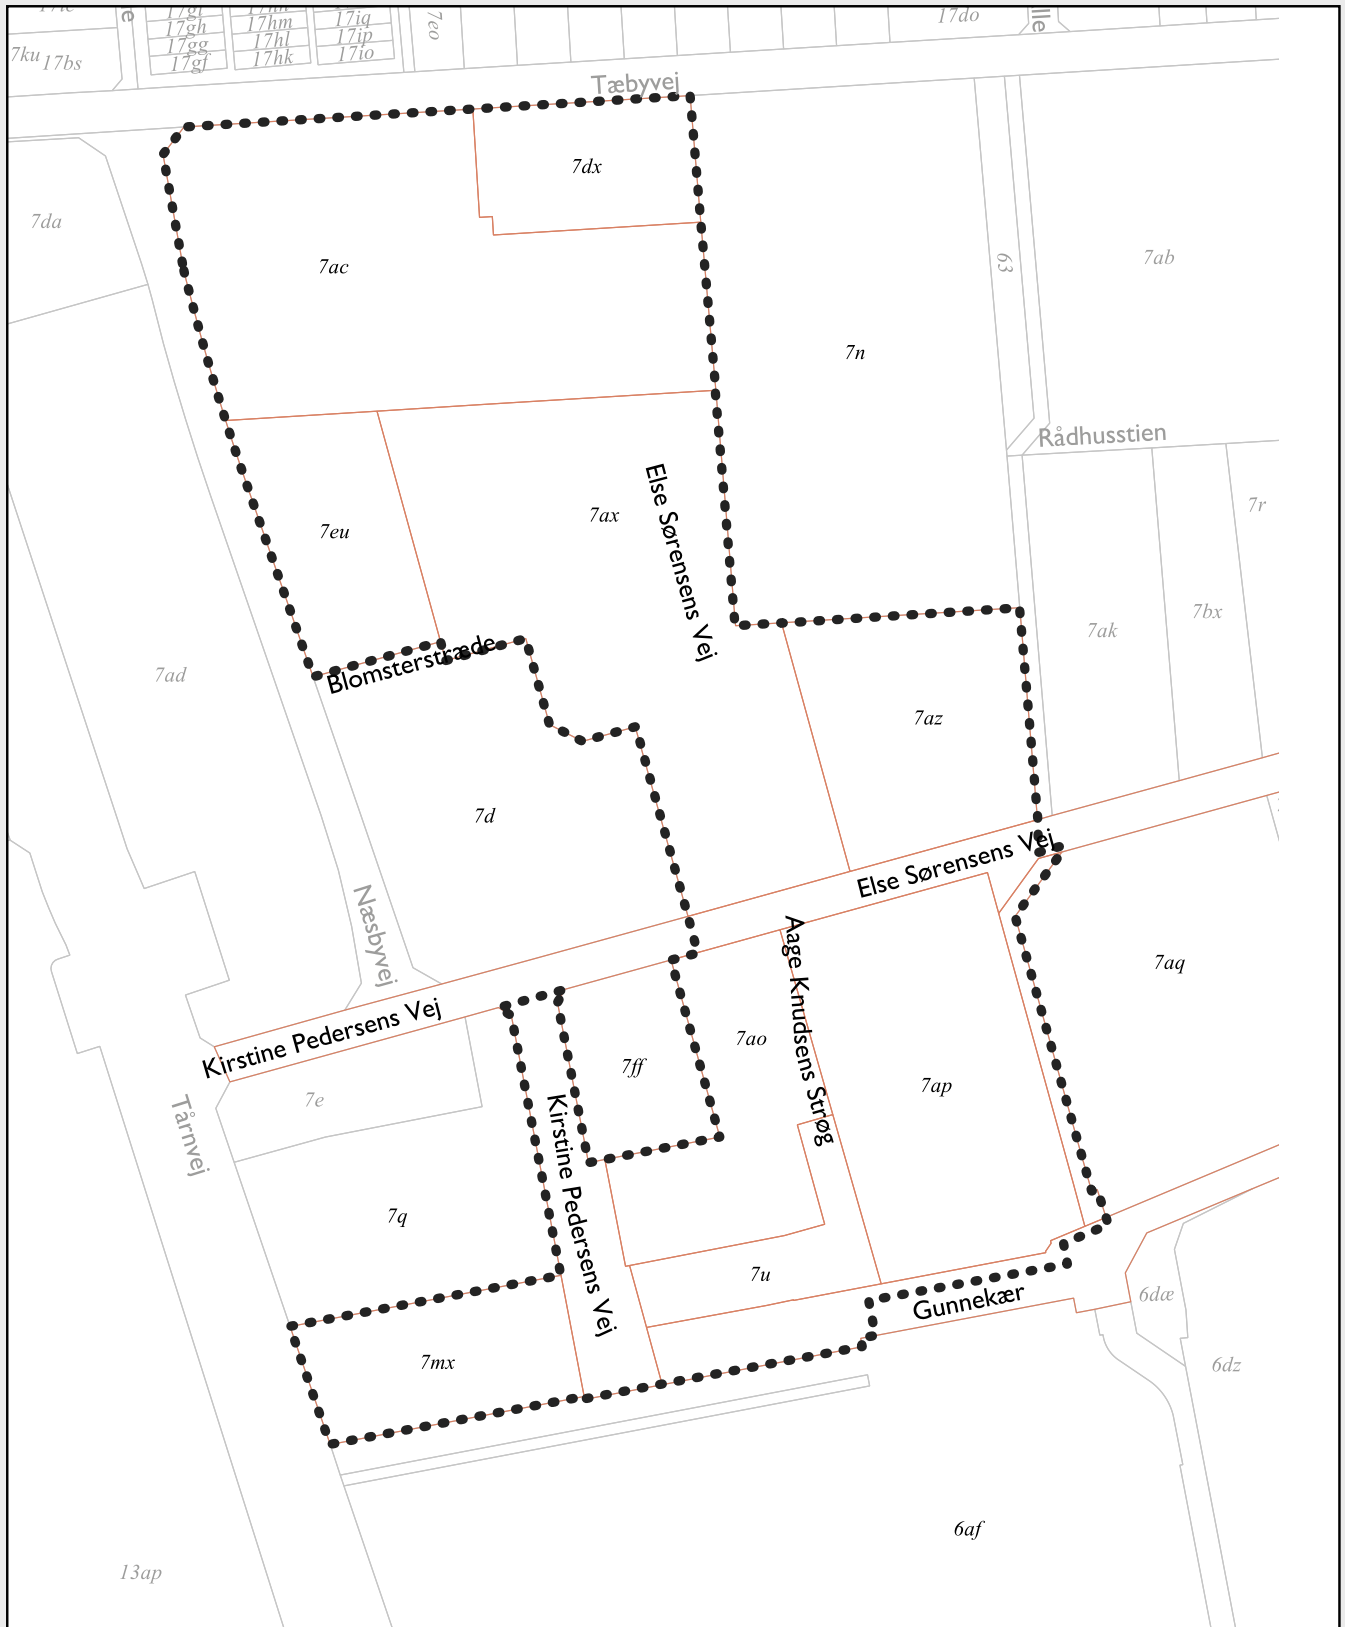 17gh
17gg
17gf
17hm
17hl
17hk
17iq
17ip
17io
7eo
17do
lle
7ku
17bs
Tæbyvej
7dx
7da
7ac
63
7ab
7n
Rådhusstien
Else Sørensens Vej
7eu
7ax
7r
7bx
7ak
Blomsterstræde
7ad
7az
7d
Else Sørensens Vej
Næsbyvej
Aage Knudsens Strøg
7aq
Kirstine Pedersens Vej
7ao
7ff
7ap
7e
Tårnvej
Kirstine Pedersens Vej
7q
7u
Gunnekær
6dæ
7mx
6dz
6af
13ap